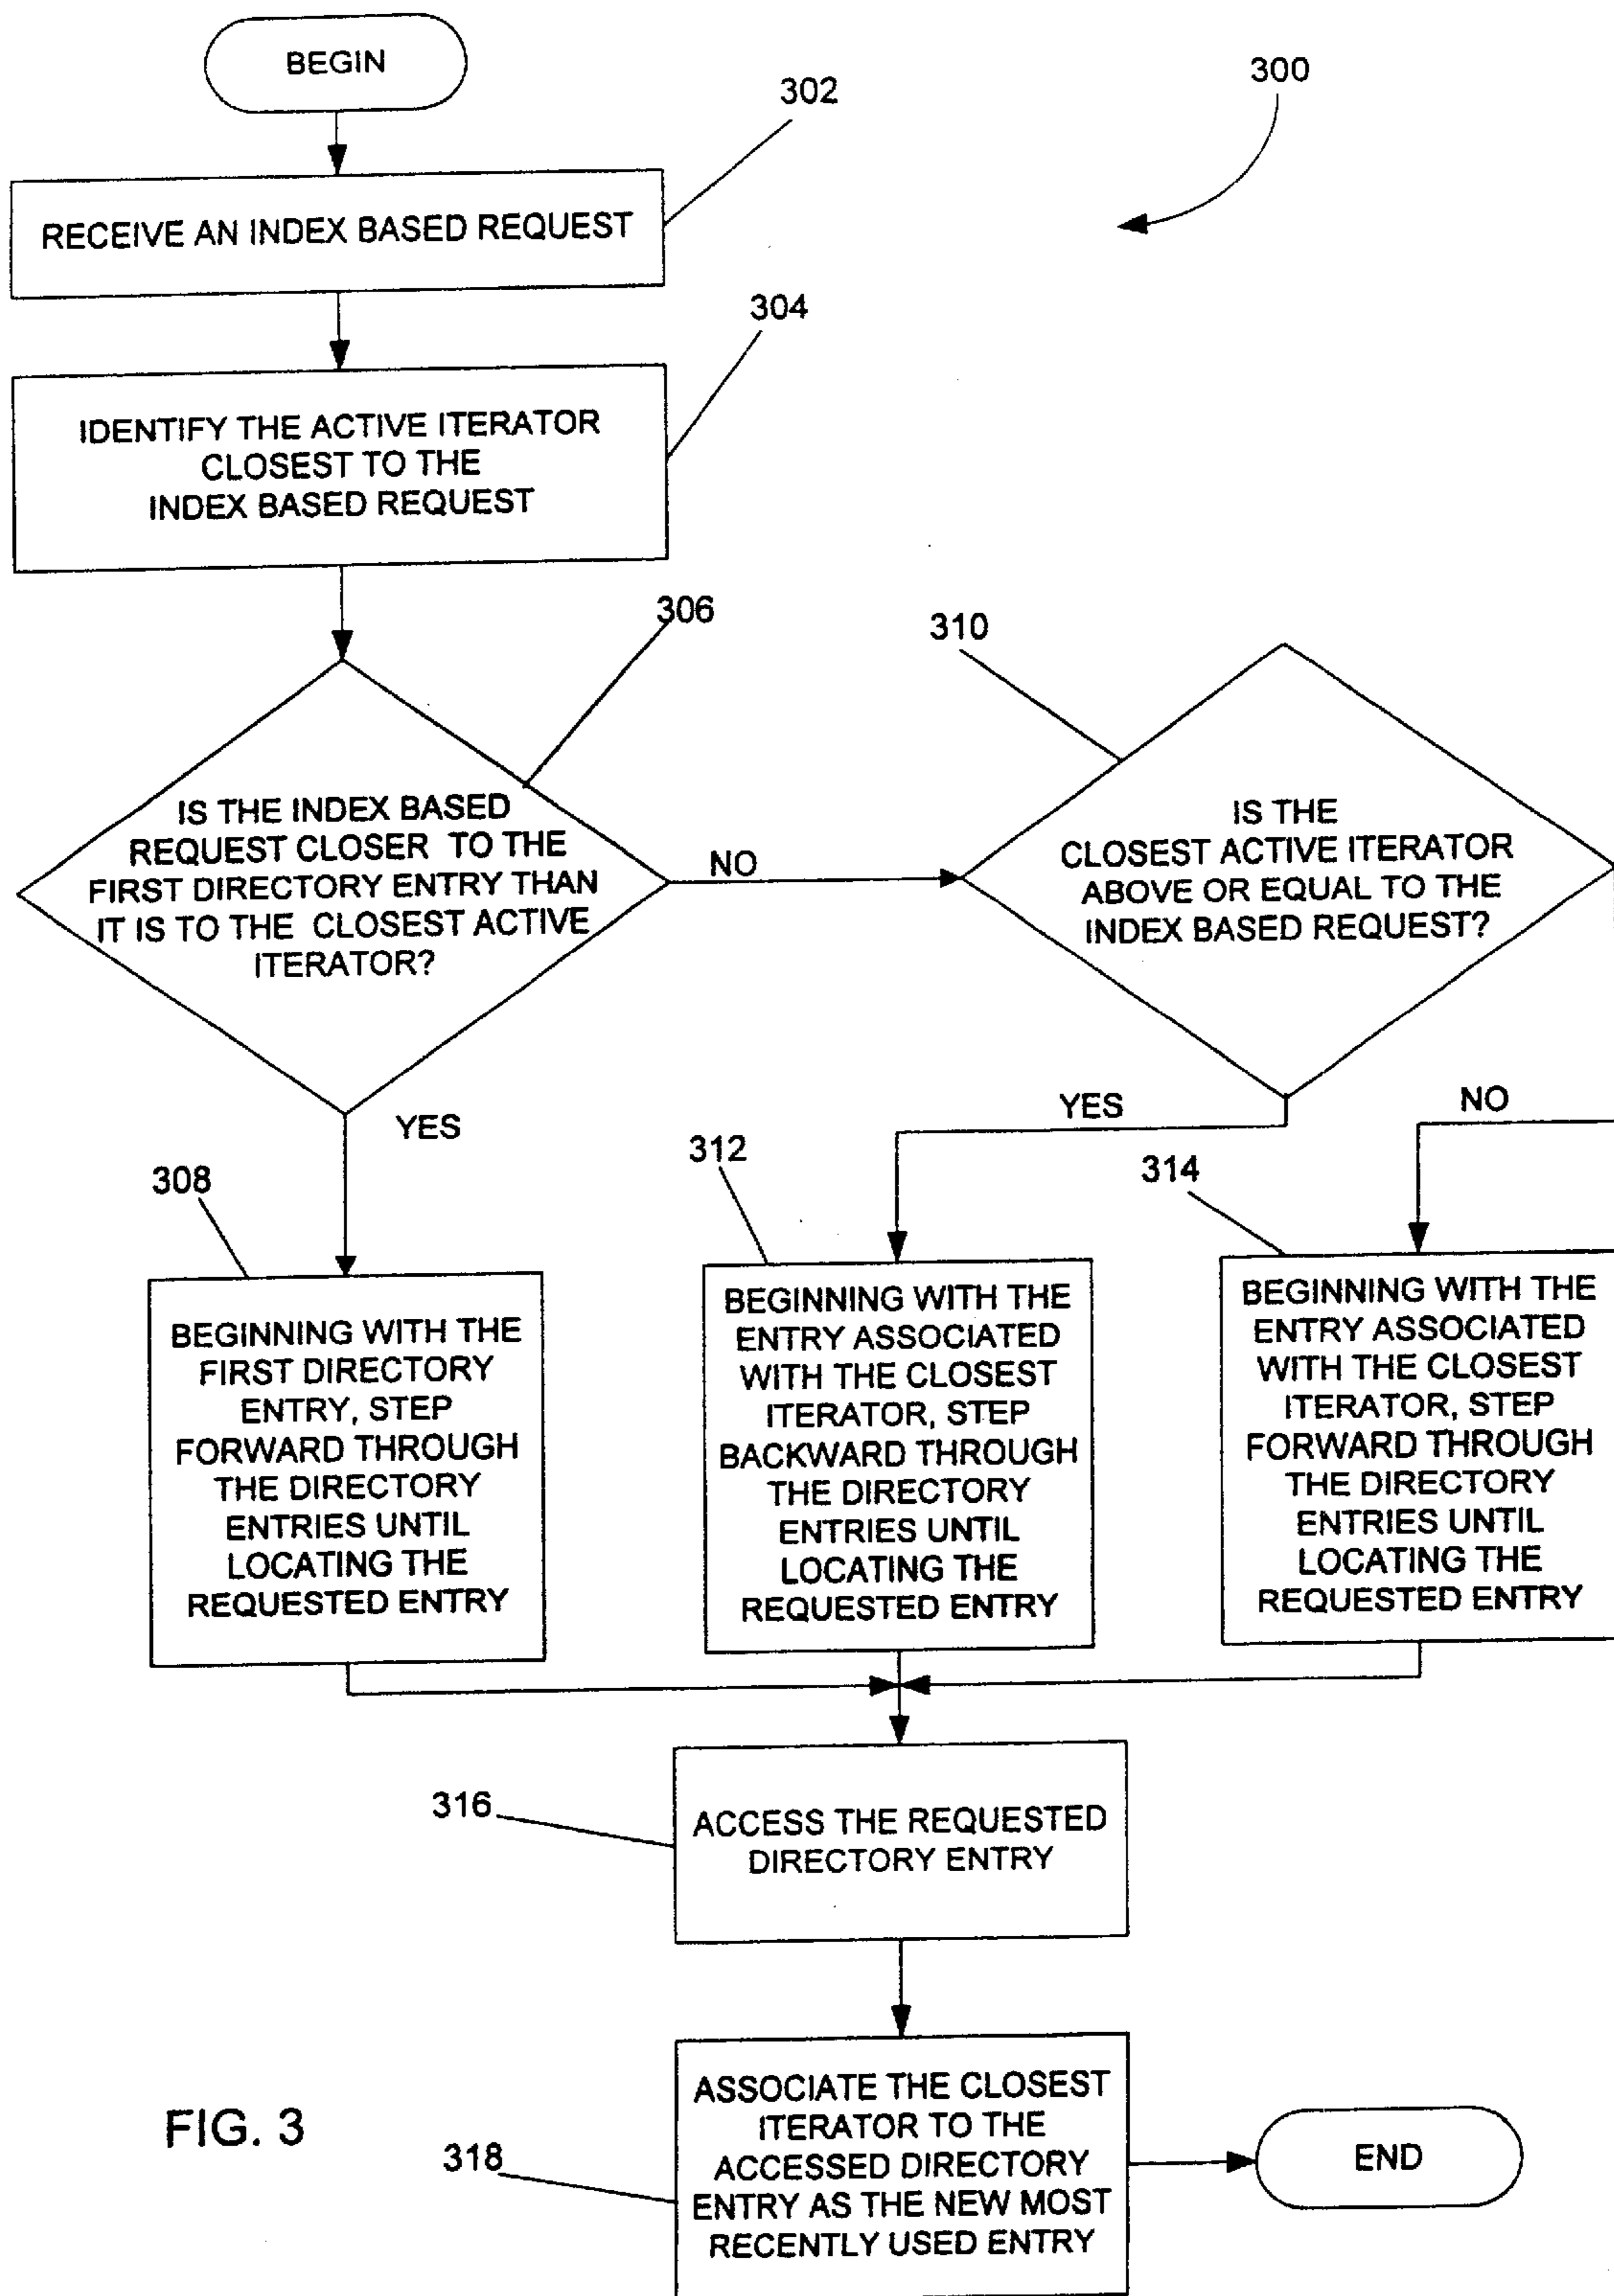 BEGIN
302
300
RECEIVE AN INDEX BASED REQUEST
304
IDENTIFY THE ACTIVE ITERATOR
CLOSEST TO THE
INDEX BASED REQUEST
306
310
IS THE INDEX BASED
REQUEST CLOSER TO THE
FIRST DIRECTORY ENTRY THAN
IT IS TO THE CLOSEST ACTIVE
ITERATOR?
NO
IS THE
CLOSEST ACTIVE ITERATOR
ABOVE OR EQUAL TO THE
INDEX BASED REQUEST?
YES
YES
NO
308
312
314
BEGINNING WITH THE
FIRST DIRECTORY
ENTRY, STEP
FORWARD THROUGH
THE DIRECTORY
ENTRIES UNTIL
LOCATING THE
REQUESTED ENTRY
BEGINNING WITH THE
ENTRY ASSOCIATED
WITH THE CLOSEST
ITERATOR, STEP
BACKWARD THROUGH
THE DIRECTORY
ENTRIES UNTIL
LOCATING THE
REQUESTED ENTRY
BEGINNING WITH THE
ENTRY ASSOCIATED
WITH THE CLOSEST
ITERATOR, STEP
FORWARD THROUGH
THE DIRECTORY
ENTRIES UNTIL
LOCATING THE
REQUESTED ENTRY
316
ACCESS THE REQUESTED
DIRECTORY ENTRY
318
ASSOCIATE THE CLOSEST
ITERATOR TO THE
ACCESSED DIRECTORY
ENTRY AS THE NEW MOST
RECENTLY USED ENTRY
END
FIG. 3